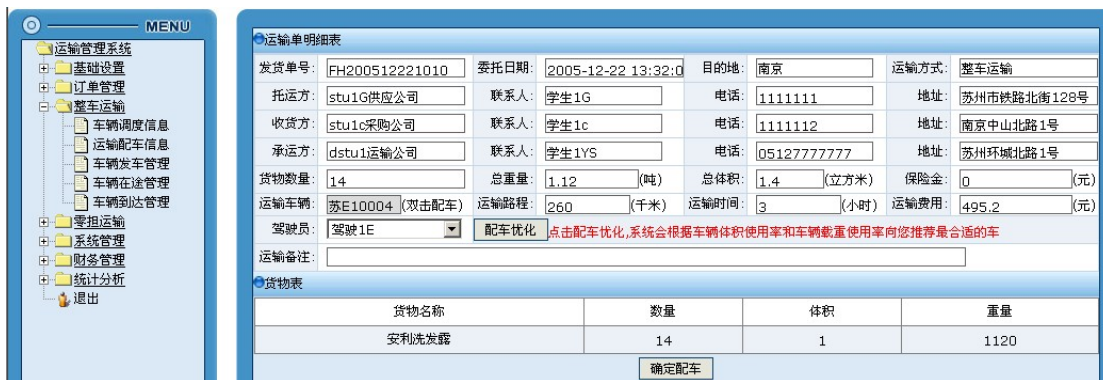 MENU
运输管理系统
基础设置
订单管理
整车运输
车辆调度信息
运输配车信息
车辆发车管理
车辆在途管理
车辆到达管理
零担运输
系统管理
财务管理
统计分析
退出
运输单明细表
发货单号: FH200512221010 委托日期: 2005-12-22 13:32:0 目的地: 南京 运输方式: 整车运输
托运方: stu1G供应公司 联系人: 学生1G 电话: 1111111 地址: 苏州市铁路北街128号
收货方: stu1c采购公司 联系人: 学生1c 电话: 1111112 地址: 南京中山北路1号
承运方: dstu1运输公司 联系人: 学生1YS 电话: 05127777777 地址: 苏州环城北路1号
货物数量: 14 总重量: 1.12 (吨) 总体积: 1.4 (立方米) 保险金: 0 (元)
运输车辆: 苏E10004 (双击配车) 运输路程: 260 (千米) 运输时间: 3 (小时) 运输费用: 495.2 (元)
驾驶员: 驾驶1E 配车优化 点击配车优化,系统会根据车辆体积使用率和车辆载重使用率向您推荐最合适的车
运输备注:
货物表
货物名称 数量 体积 重量
安利洗发露 14 1 1120
确定配车